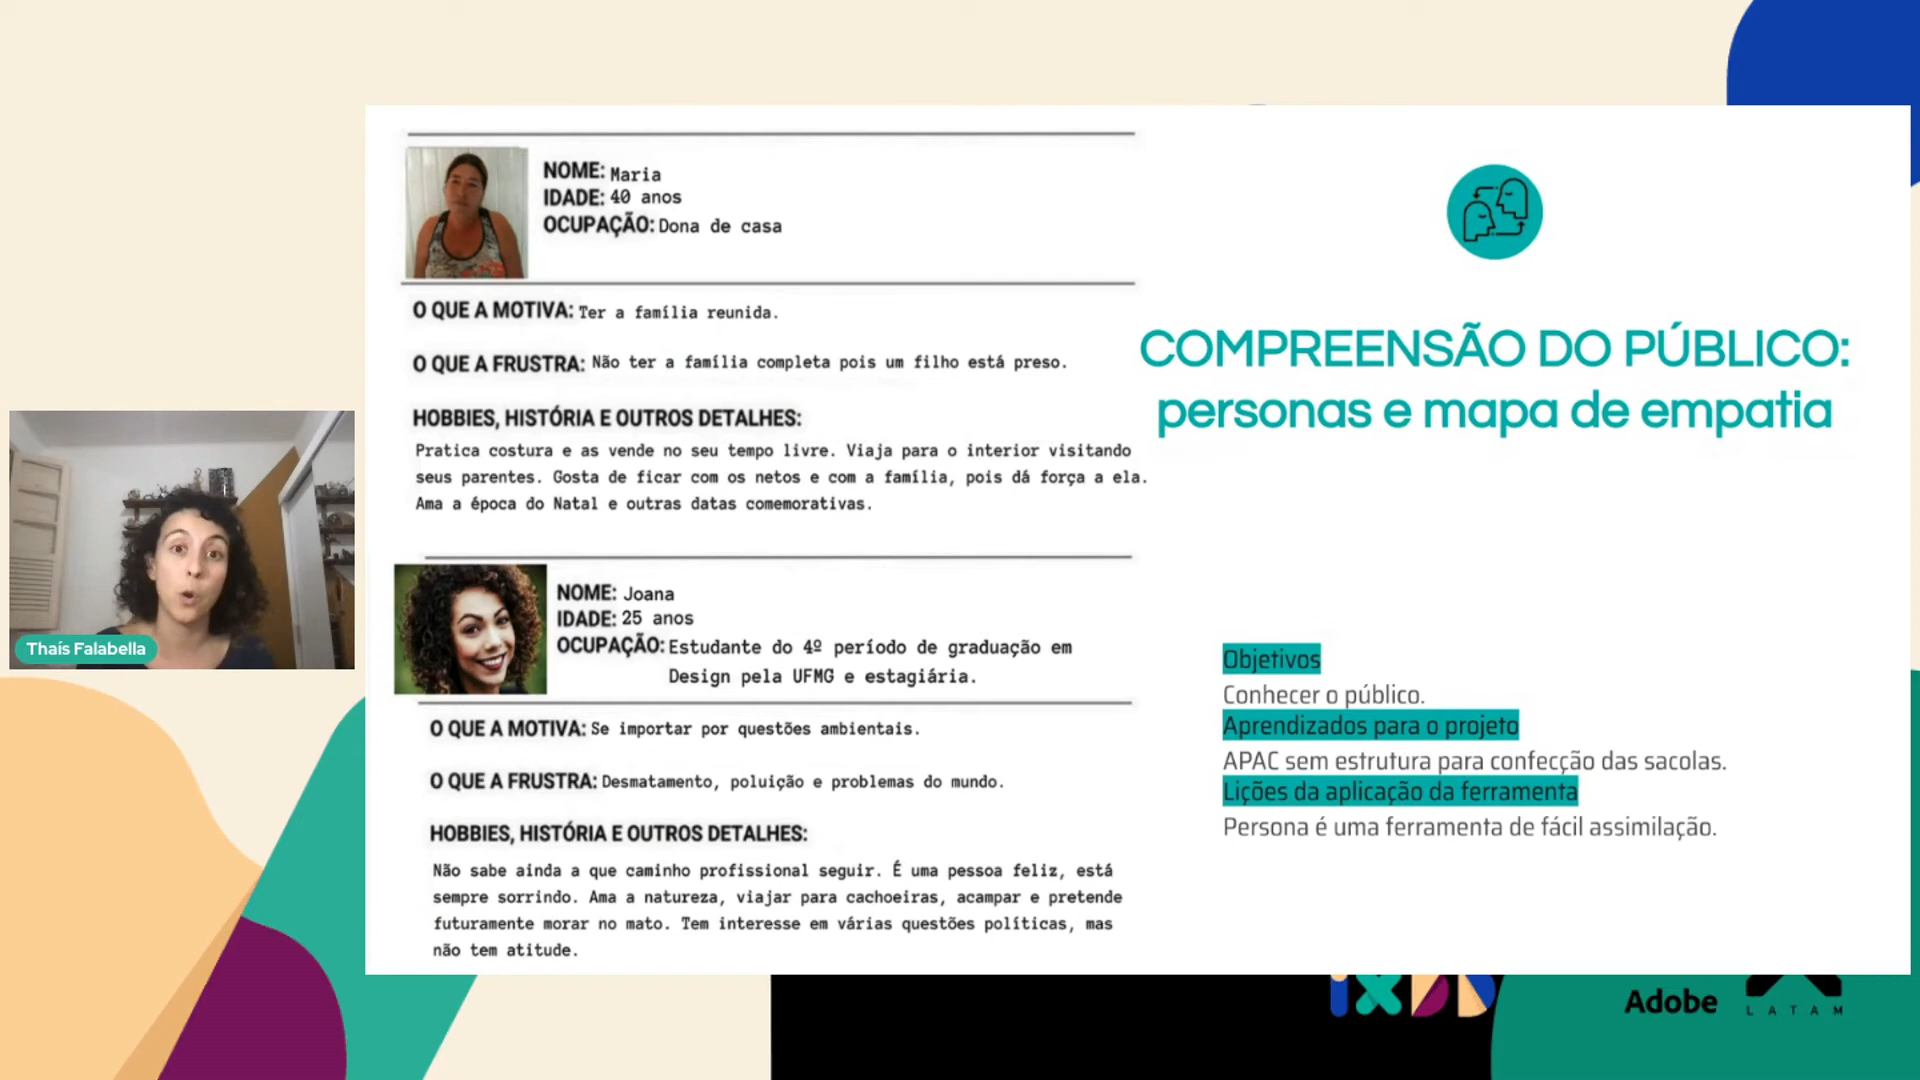 NOME: Maria
IDADE: 40 anos
OCUPAÇÃO: Dona de casa
O QUE A MOTIVA: Ter a família reunida.
O QUE A FRUSTRA: Não ter a família completa pois um filho está preso.
HOBBIES, HISTÓRIA E OUTROS DETALHES:
Pratica costura e as vende no seu tempo livre. Viaja para o interior visitando
seus parentes. Gosta de ficar com os netos e com a família, pois dá força a ela.
Ama a época do Natal e outras datas comemorativas.
NOME: Joana
IDADE: 25 anos
OCUPAÇÃO: Estudante do 4º período de graduação em
Design pela UFMG e estagiária.
O QUE A MOTIVA: Se importar por questões ambientais.
O QUE A FRUSTRA: Desmatamento, poluição e problemas do mundo.
HOBBIES, HISTÓRIA E OUTROS DETALHES:
Não sabe ainda a que caminho profissional seguir. É uma pessoa feliz, está
sempre sorrindo. Ama a natureza, viajar para cachoeiras, acampar e pretende
futuramente morar no mato. Tem interesse em várias questões políticas, mas
não tem atitude.
COMPREENSÃO DO PÚBLICO:
personas e mapa de empatia
Objetivos
Conhecer o público.
Aprendizados para o projeto
APAC sem estrutura para confecção das sacolas.
Lições da aplicação da ferramenta
Persona é uma ferramenta de fácil assimilação.
Thaís Falabella
Adobe
LATAM